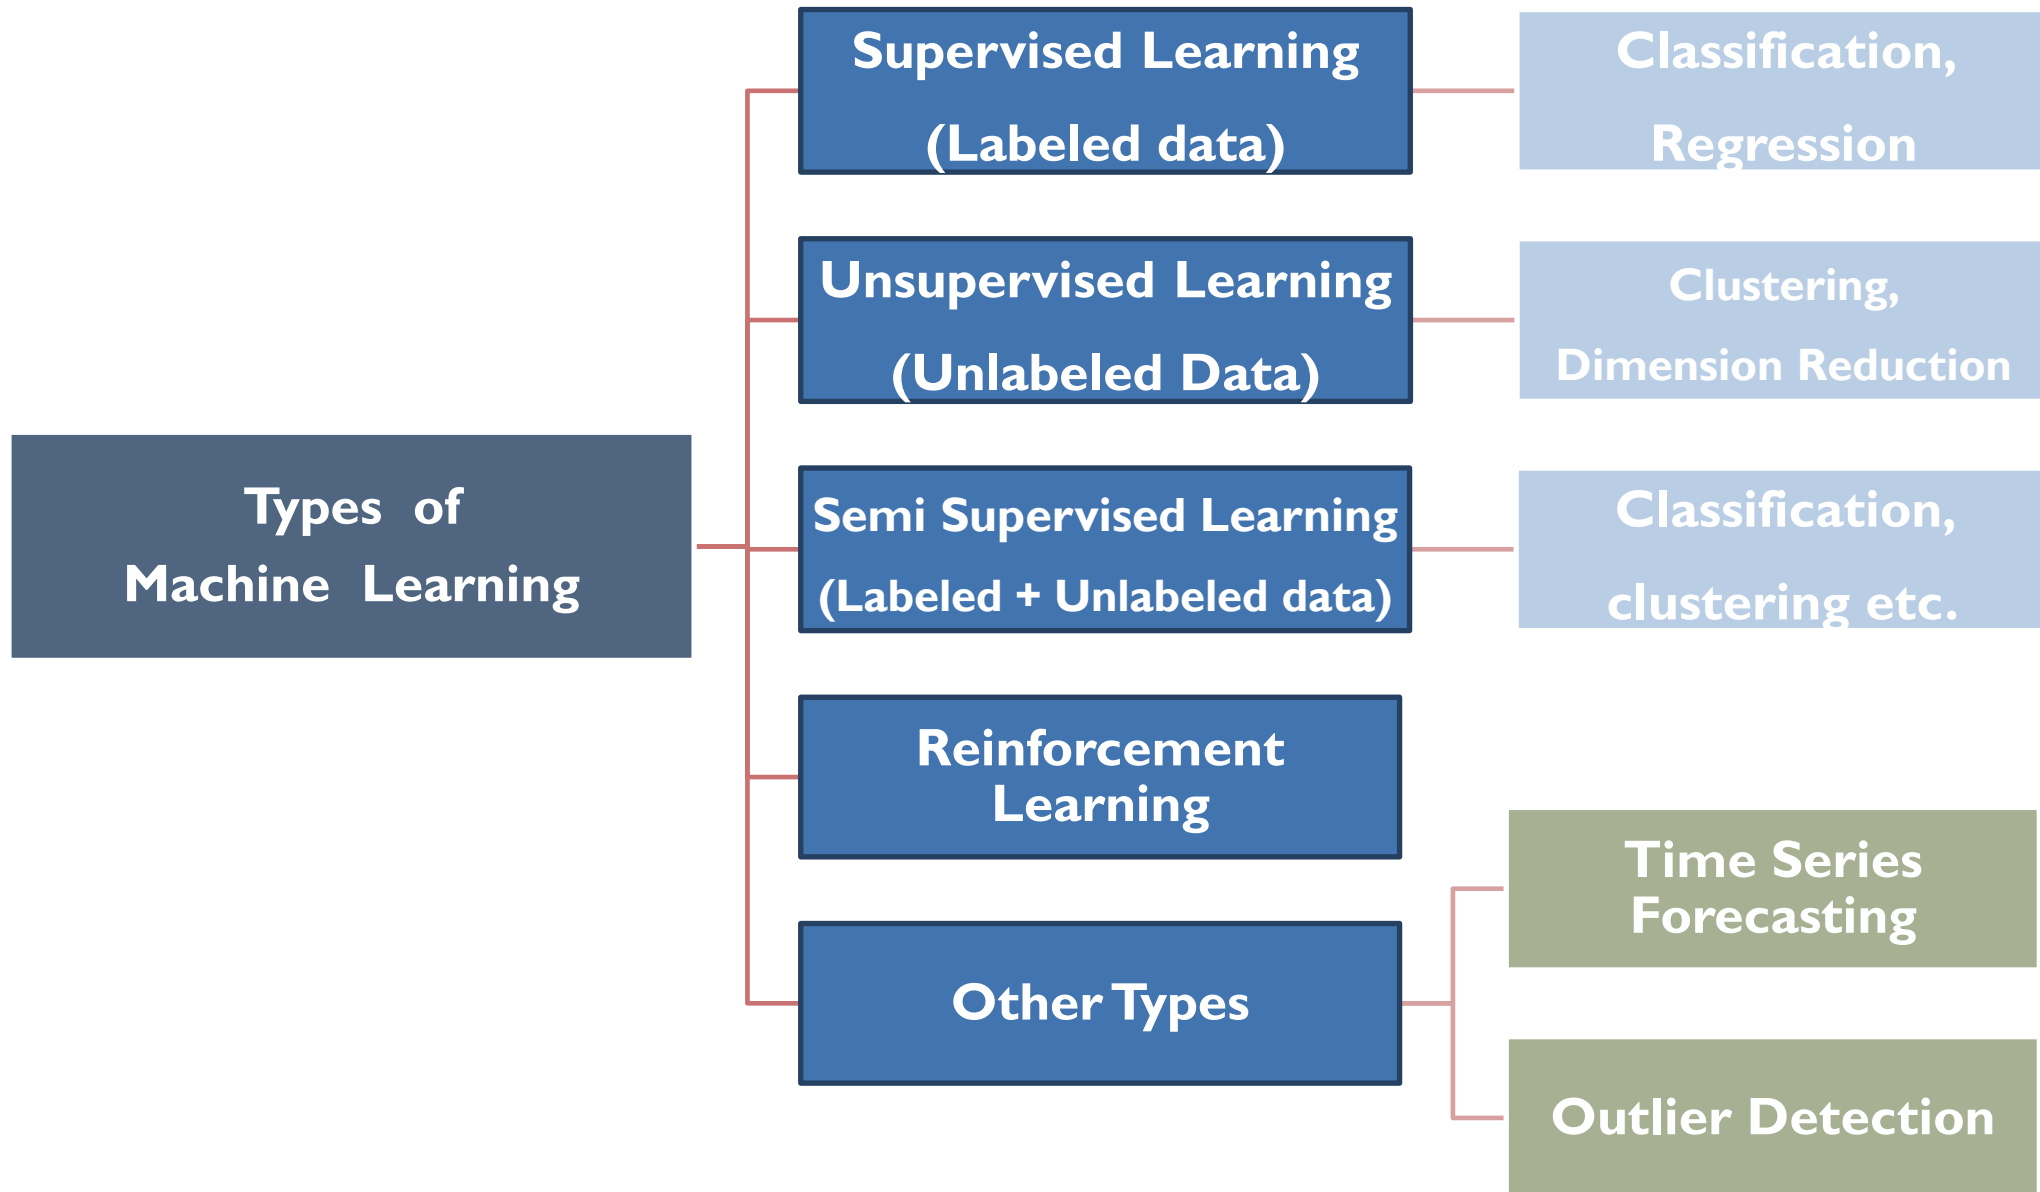 Types of
Machine Learning
Supervised Learning
(Labeled data)
Classification,
Regression
Unsupervised Learning
(Unlabeled Data)
Clustering,
Dimension Reduction
Semi Supervised Learning
(Labeled + Unlabeled data)
Classification,
clustering etc.
Reinforcement
Learning
Other Types
Time Series
Forecasting
Outlier Detection